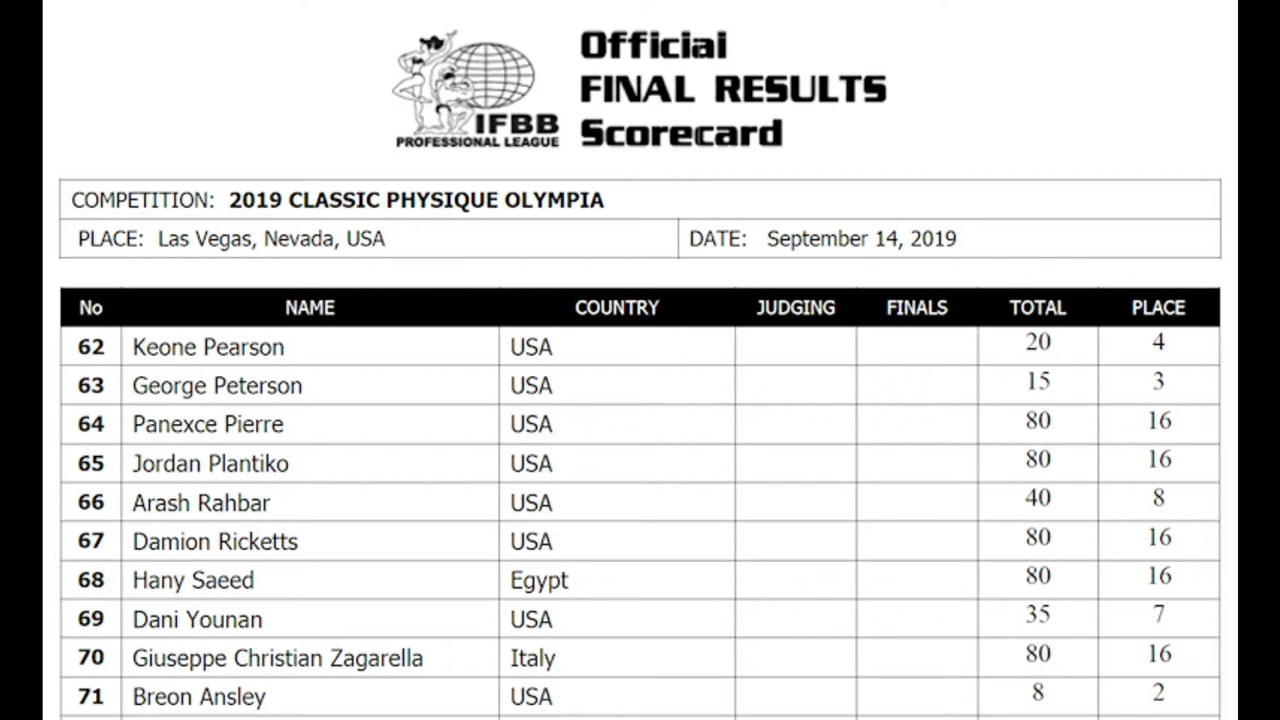 Official
FINAL RESULTS
Scorecard
IFBB
PROFESSIONAL LEAGUE
COMPETITION: 2019 CLASSIC PHYSIQUE OLYMPIA
PLACE: Las Vegas, Nevada, USA DATE: September 14, 2019
No NAME COUNTRY JUDGING FINALS TOTAL PLACE
62 Keone Pearson USA 20 4
63 George Peterson USA 15 3
64 Panexce Pierre USA 80 16
65 Jordan Plantiko USA 80 16
66 Arash Rahbar USA 40 8
67 Damion Ricketts USA 80 16
68 Hany Saeed Egypt 80 16
69 Dani Younan USA 35 7
70 Giuseppe Christian Zagarella Italy 80 16
71 Breon Ansley USA 8 2